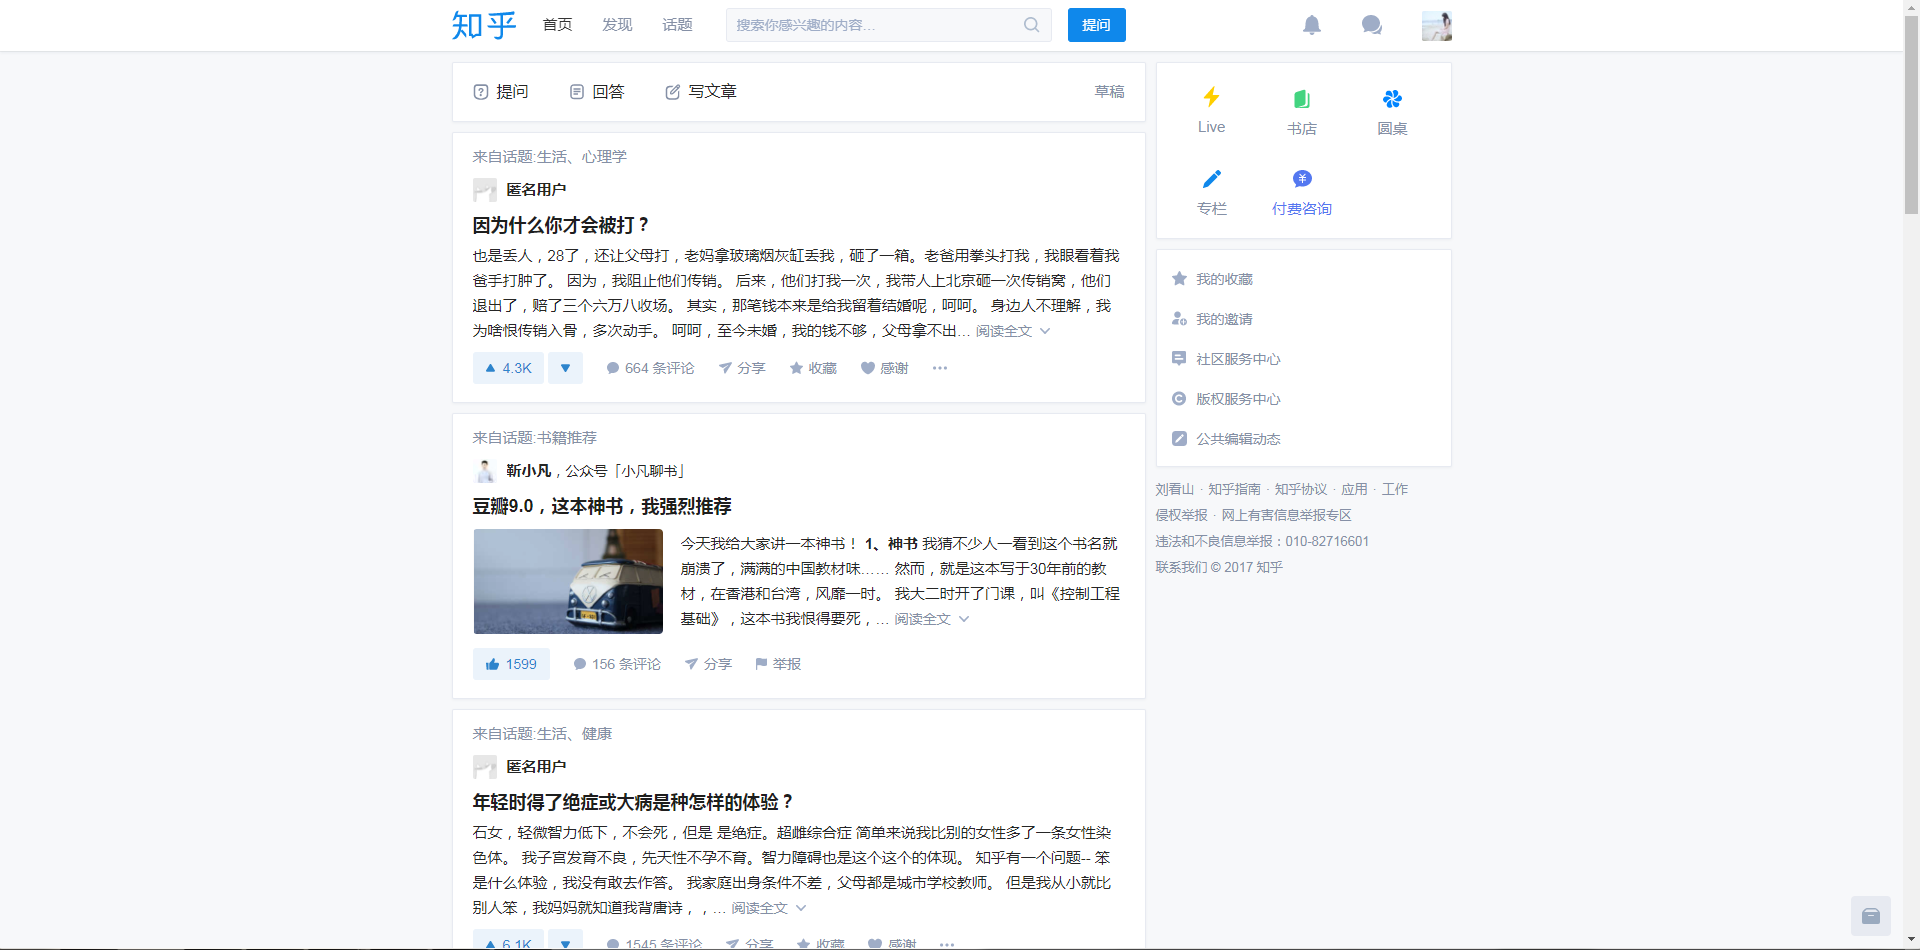 知乎 首页 发现 话题 搜索你感兴趣的内容... 提问
提问 回答 写文章 草稿
来自话题:生活、心理学
匿名用户
因为什么你才会被打？
也是丢人，28了，还让父母打，老妈拿玻璃烟灰缸丢我，砸了一箱。老爸用拳头打我，我眼看着我
爸手打肿了。 因为，我阻止他们传销。 后来，他们打我一次，我带人上北京砸一次传销窝，他们
退出了，赔了三个六万八收场。 其实，那笔钱本来是给我留着结婚呢，呵呵。 身边人不理解，我
为啥恨传销入骨，多次动手。 呵呵，至今未婚，我的钱不够，父母拿不出… 阅读全文
4.3K 664 条评论 分享 收藏 感谢
来自话题:书籍推荐
靳小凡，公众号「小凡聊书」
豆瓣9.0，这本神书，我强烈推荐
今天我给大家讲一本神书！ 1、神书 我猜不少人一看到这个书名就
崩溃了，满满的中国教材味…… 然而，就是这本写于30年前的教
材，在香港和台湾，风靡一时。 我大二时开了门课，叫《控制工程
基础》，这本书我恨得要死，… 阅读全文
1599 156 条评论 分享 举报
来自话题:生活、健康
匿名用户
年轻时得了绝症或大病是种怎样的体验？
石女，轻微智力低下，不会死，但是 是绝症。超雌综合症 简单来说我比别的女性多了一条女性染
色体。 我子宫发育不良，先天性不孕不育。智力障碍也是这个这个的体现。 知乎有一个问题-- 笨
是什么体验，我没有敢去作答。 我家庭出身条件不差，父母都是城市学校教师。 但是我从小就比
别人笨，我妈妈就知道我背唐诗，，… 阅读全文
6.1K 1545 条评论 分享 收藏 感谢
Live 书店 圆桌
专栏 付费咨询
我的收藏
我的邀请
社区服务中心
版权服务中心
公共编辑动态
刘看山 · 知乎指南 · 知乎协议 · 应用 · 工作
侵权举报 · 网上有害信息举报专区
违法和不良信息举报：010-82716601
联系我们 © 2017 知乎